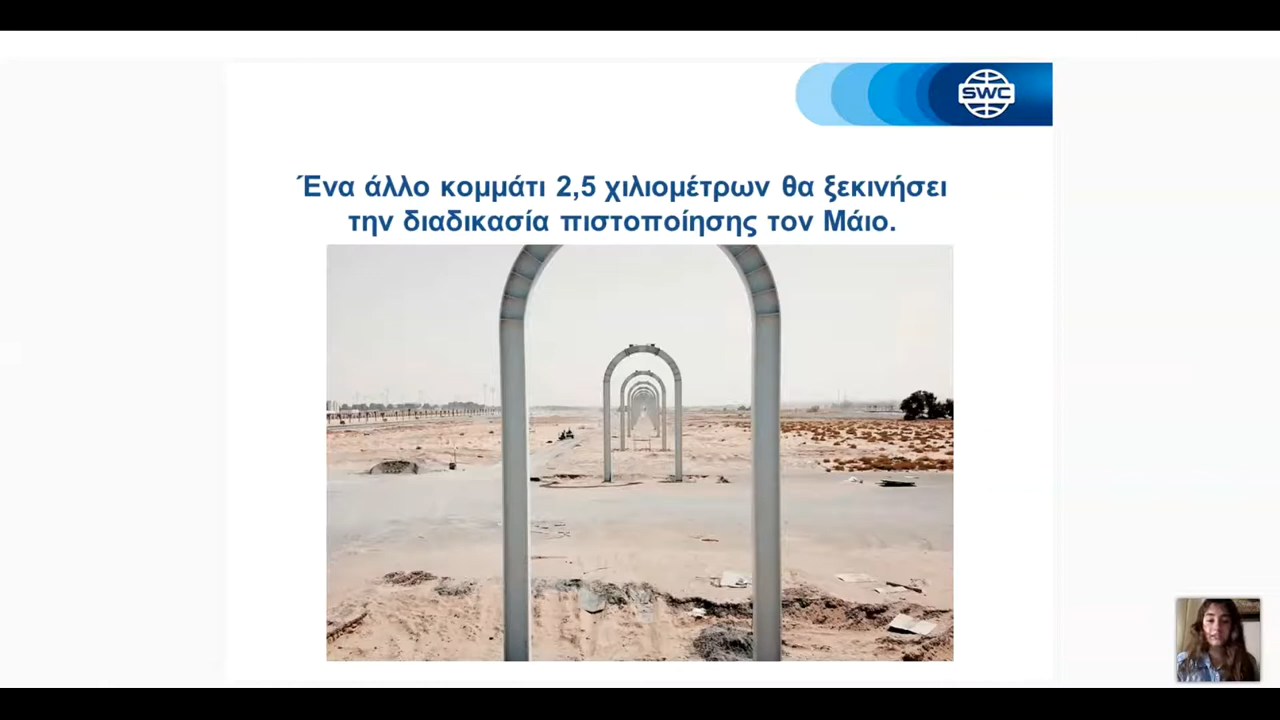 SWC
Ένα άλλο κομμάτι 2,5 χιλιομέτρων θα ξεκινήσει
την διαδικασία πιστοποίησης τον Μάιο.